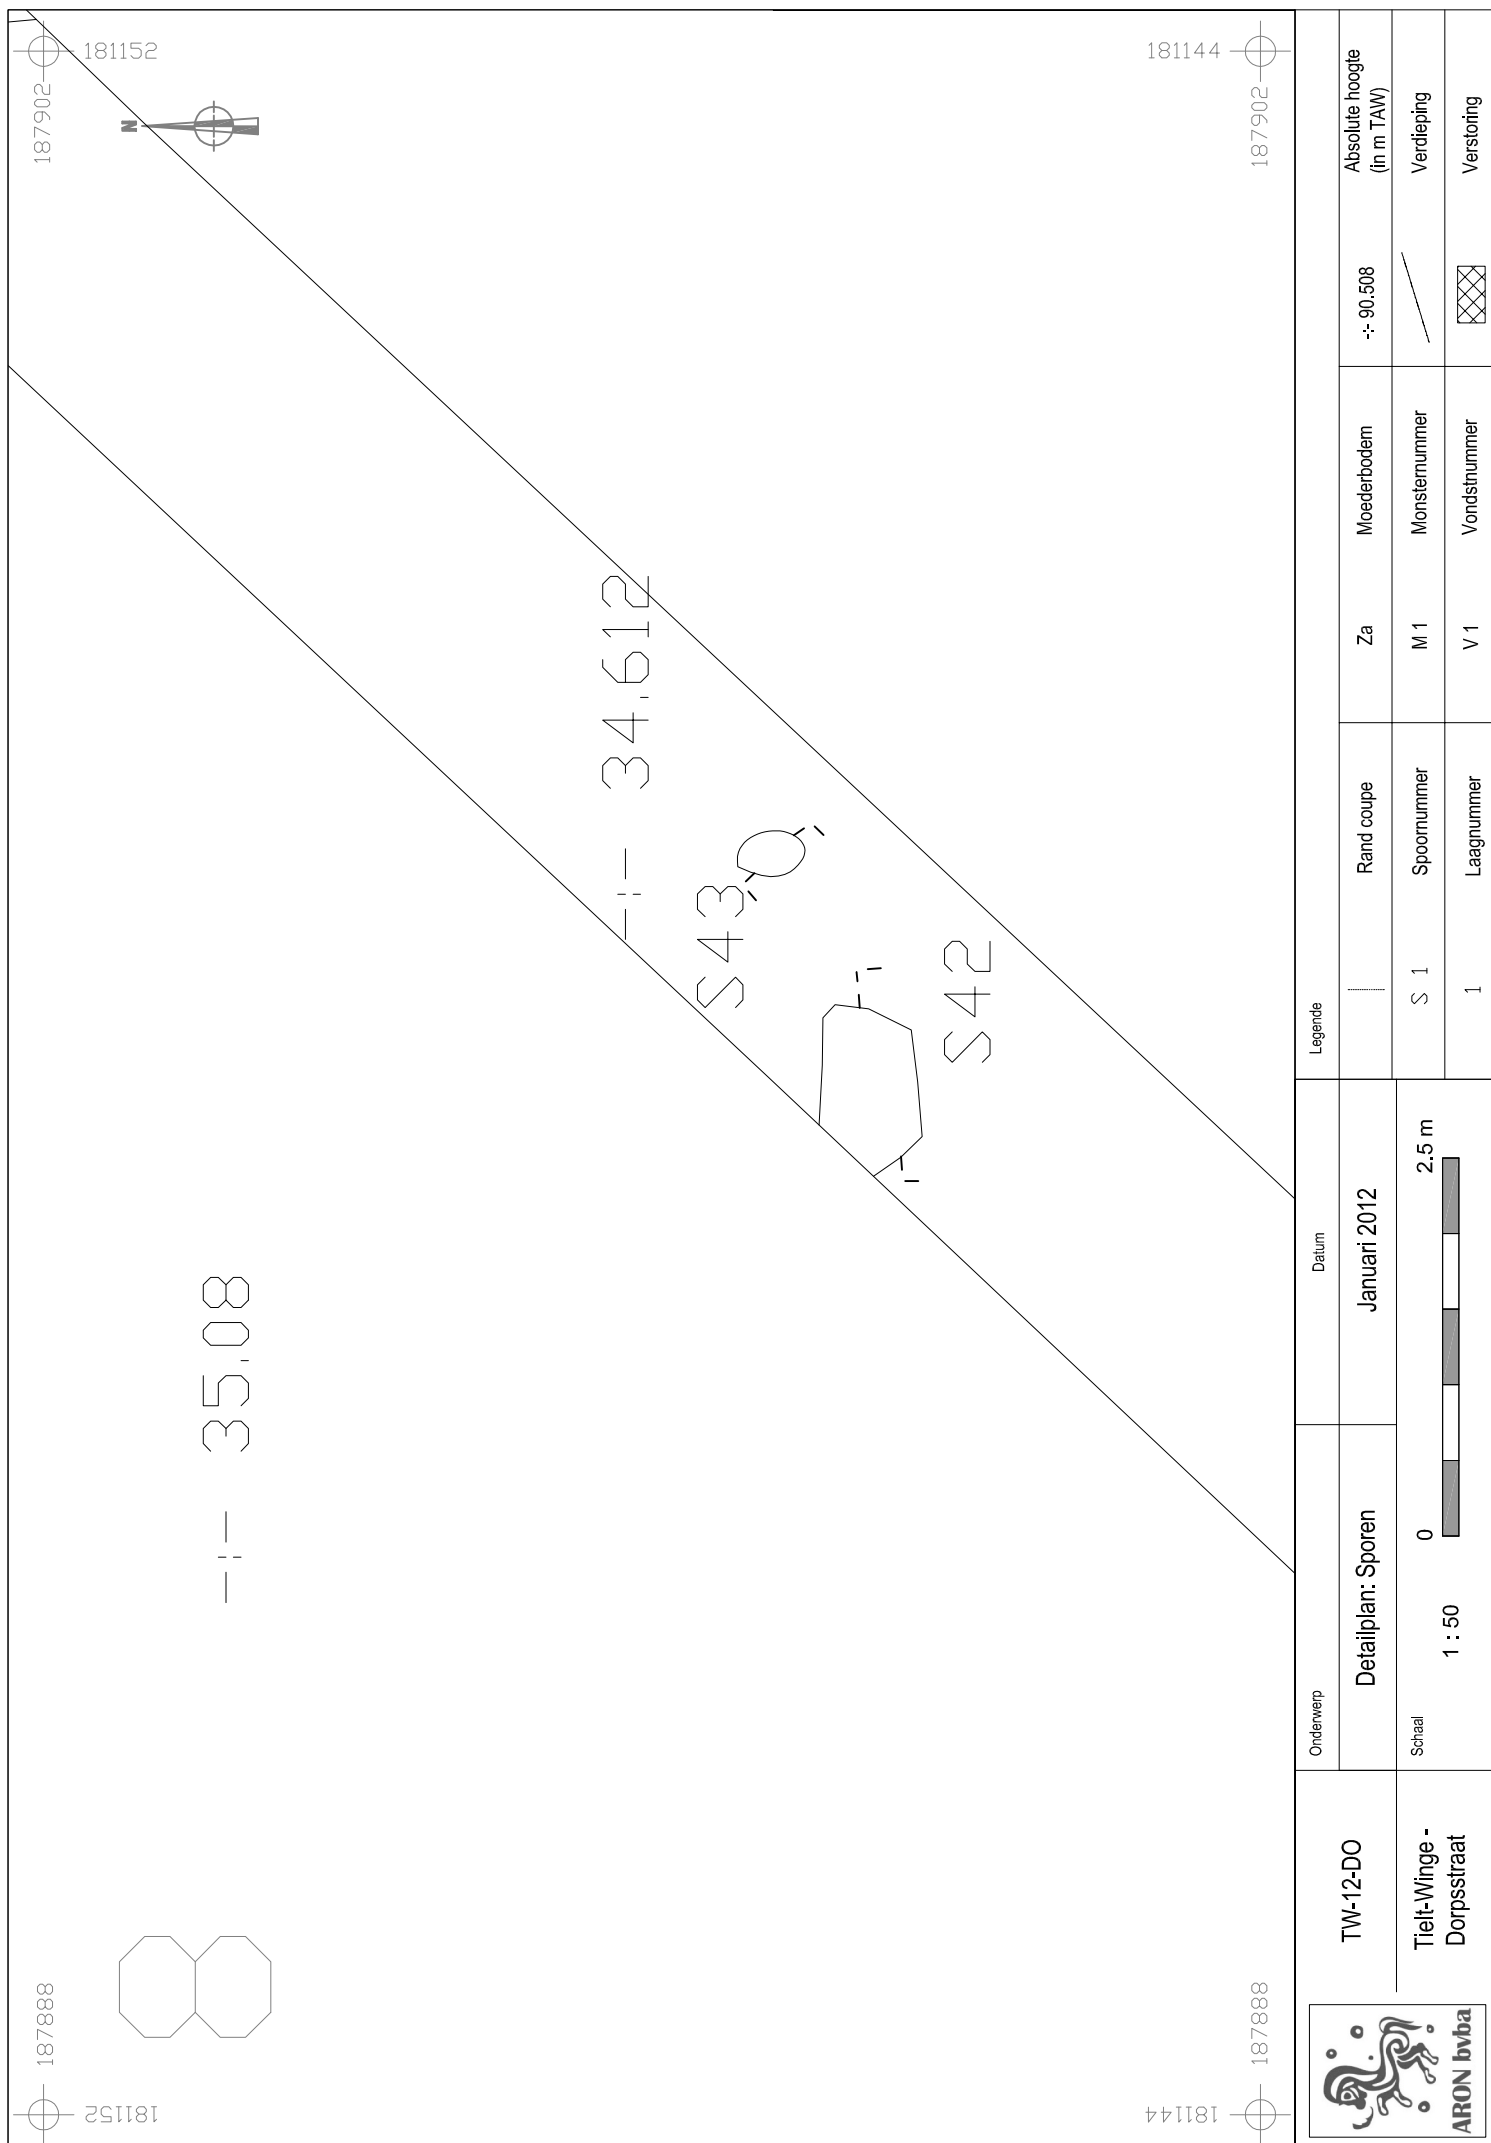 187888
181152
187902
181152
N
8
35.08
34.612
S43
S42
187888
181144
187902
181144
ARON bvba
TW-12-DO
Tielt-Winge -
Dorpsstraat
Onderwerp
Detailplan: Sporen
Datum
Januari 2012
Schaal
1 : 50
0
2.5 m
Legende
Rand coupe
Za
Moederbodem
-:- 90.508
Absolute hoogte
(in m TAW)
S 1
Spoornummer
M 1
Monsternummer
Verdieping
1
Laagnummer
V 1
Vondstnummer
Verstoring